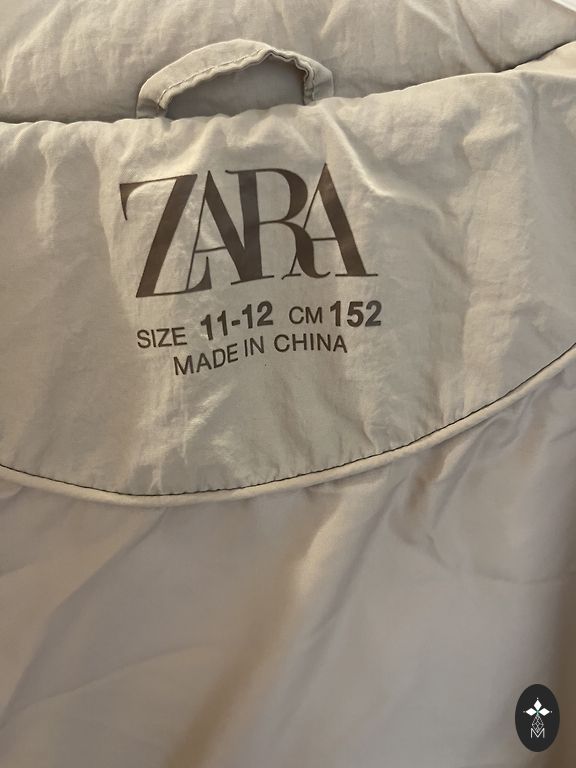 ZARA
SIZE 11-12 CM 152
MADE IN CHINA
M